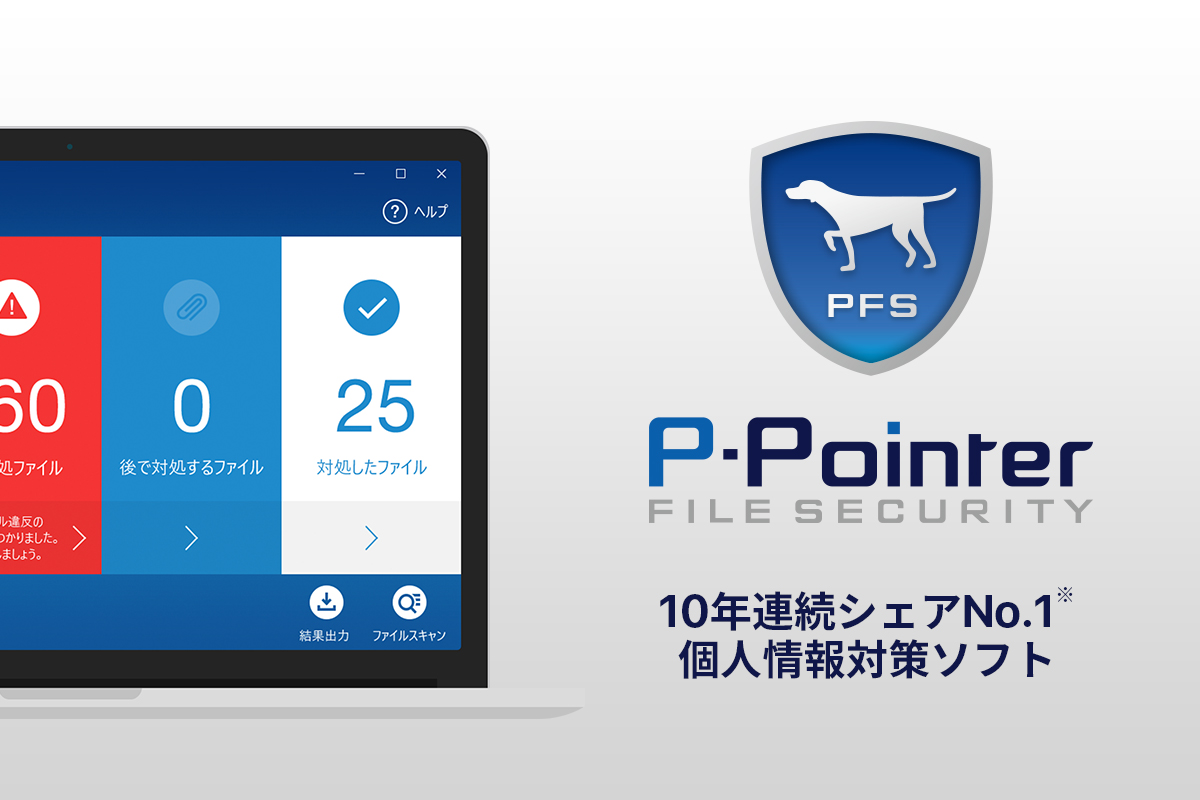 ヘルプ
60
処ファイル
ル違反の
つかりました。
しましょう。
0
後で対処するファイル
25
対処したファイル
結果出力
ファイルスキャン
PFS
P-Pointer
FILE SECURITY
10年連続シェアNo.1※
個人情報対策ソフト